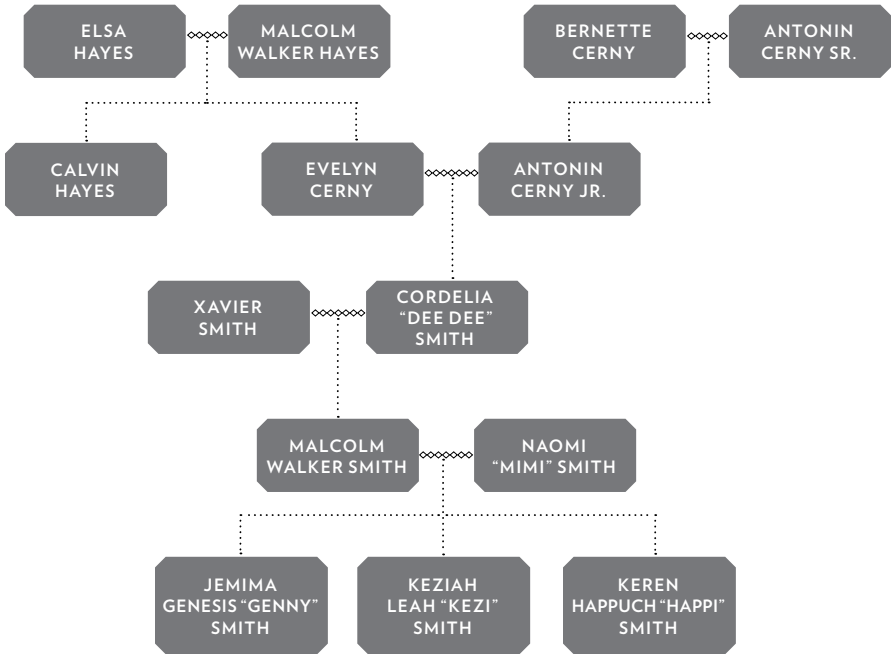 ELSA
HAYES
MALCOLM
WALKER HAYES
BERNETTE
CERNY
ANTONIN
CERNY SR.
CALVIN
HAYES
EVELYN
CERNY
ANTONIN
CERNY JR.
XAVIER
SMITH
CORDELIA
“DEE DEE”
SMITH
MALCOLM
WALKER SMITH
NAOMI
“MIMI” SMITH
JEMIMA
GENESIS “GENNY”
SMITH
KEZIAH
LEAH “KEZI”
SMITH
KEREN
HAPPUCH “HAPPI”
SMITH